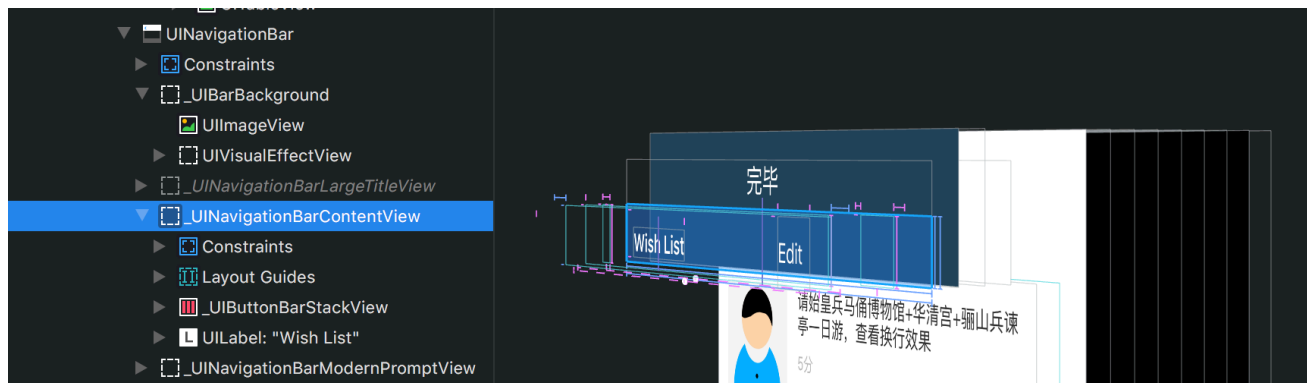 UINavigationBar
Constraints
_UIBarBackground
UIImageView
UIVisualEffectView
_UINavigationBarLargeTitleView
_UINavigationBarContentView
Constraints
Layout Guides
_UIButtonBarStackView
UILabel: "Wish List"
_UINavigationBarModernPromptView
完毕
Wish List
Edit
请始皇兵马俑博物馆+华清宫+骊山兵谏
亭一日游，查看换行效果
5分